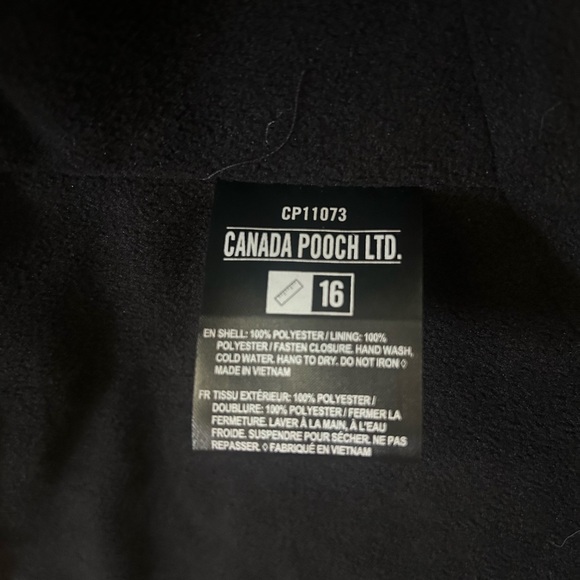 CP11073
CANADA POOCH LTD.
16
EN SHELL: 100% POLYESTER / LINING: 100%
POLYESTER / FASTEN CLOSURE. HAND WASH,
COLD WATER. HANG TO DRY. DO NOT IRON ◊
MADE IN VIETNAM
FR TISSU EXTÉRIEUR: 100% POLYESTER /
DOUBLURE: 100% POLYESTER / FERMER LA
FERMETURE. LAVER À LA MAIN, À L'EAU
FROIDE. SUSPENDRE POUR SÉCHER. NE PAS
REPASSER. ◊ FABRIQUÉ EN VIETNAM